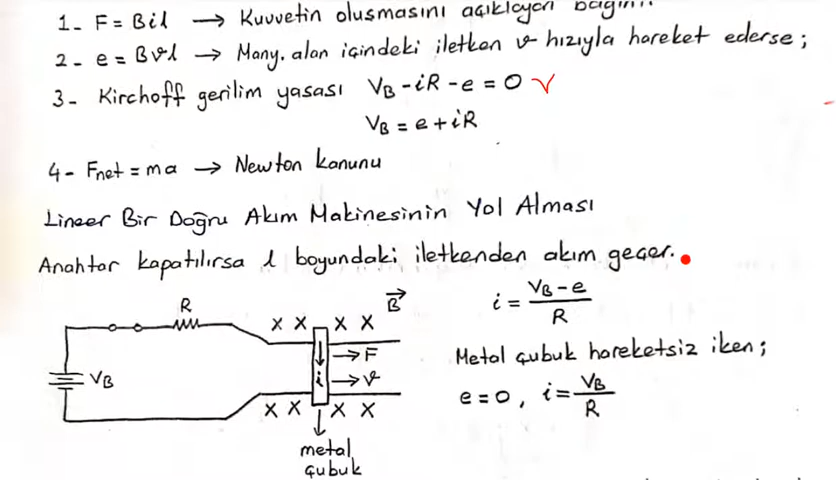 1- F = Bil → Kuvvetin oluşmasını açıklayan
2- e = Bvl → Many. alan içindeki iletken v hızıyla hareket ederse;
3- Kirchoff gerilim yasası V_B - iR - e = 0 √
V_B = e + iR
4- Fnet = ma → Newton kanunu
Lineer Bir Doğru Akım Makinesinin Yol Alması
Anahtar kapatılırsa l boyundaki iletkenden akım geçer.
i = (V_B - e) / R
Metal çubuk hareketsiz iken;
e = 0, i = V_B / R
R
x x x x B⃗
→ F
V_B
i → v
x x x x
metal
çubuk